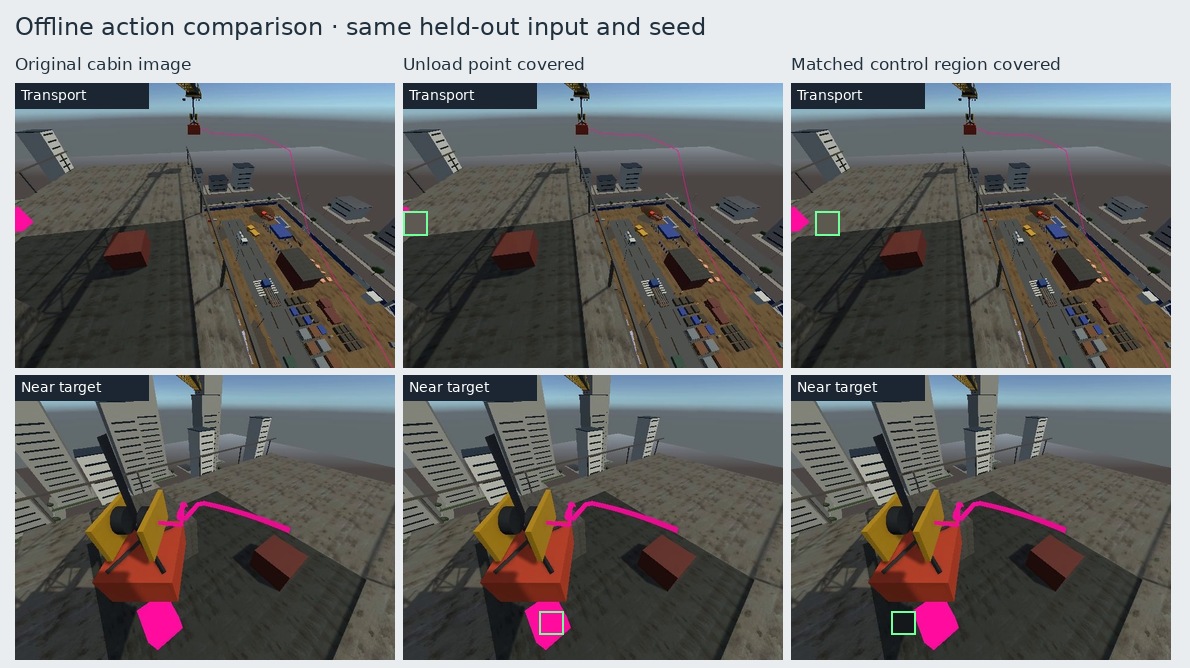 Offline action comparison · same held-out input and seed
Original cabin image
Unload point covered
Matched control region covered
Transport
Transport
Transport
Near target
Near target
Near target